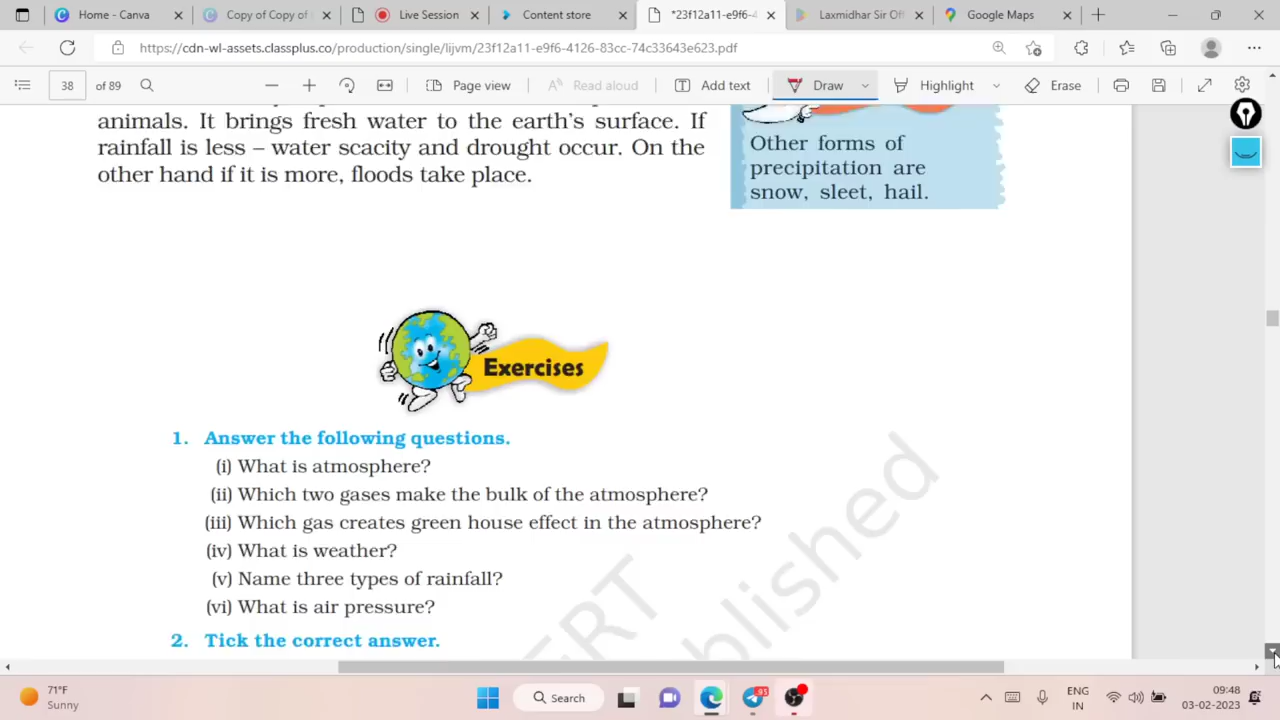 Home - Canva
Copy of Copy of
Live Session
Content store
*23f12a11-e9f6-4
Laxmidhar Sir Off
Google Maps
https://cdn-wl-assets.classplus.co/production/single/lijvm/23f12a11-e9f6-4126-83cc-74c33643e623.pdf
38 of 89
Page view
Read aloud
Add text
Draw
Highlight
Erase
animals. It brings fresh water to the earth's surface. If
rainfall is less – water scacity and drought occur. On the
other hand if it is more, floods take place.
Other forms of
precipitation are
snow, sleet, hail.
Exercises
1. Answer the following questions.
(i) What is atmosphere?
(ii) Which two gases make the bulk of the atmosphere?
(iii) Which gas creates green house effect in the atmosphere?
(iv) What is weather?
(v) Name three types of rainfall?
(vi) What is air pressure?
2. Tick the correct answer.
71°F
Sunny
Search
95
ENG
IN
09:48
03-02-2023